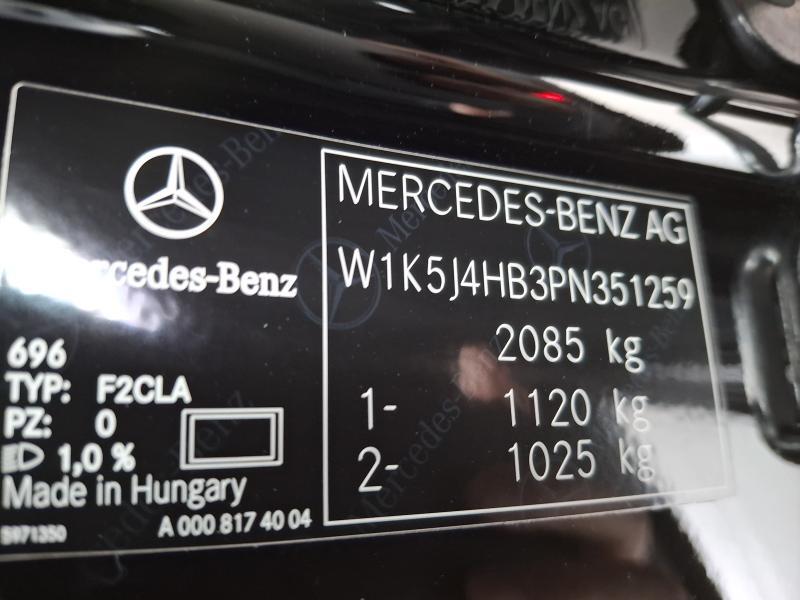 Mercedes-Benz
696
TYP: F2CLA
PZ: 0
1,0 %
Made in Hungary
A 000 817 40 04
MERCEDES-BENZ AG
W1K5J4HB3PN351259
2085 kg
1- 1120 kg
2- 1025 kg